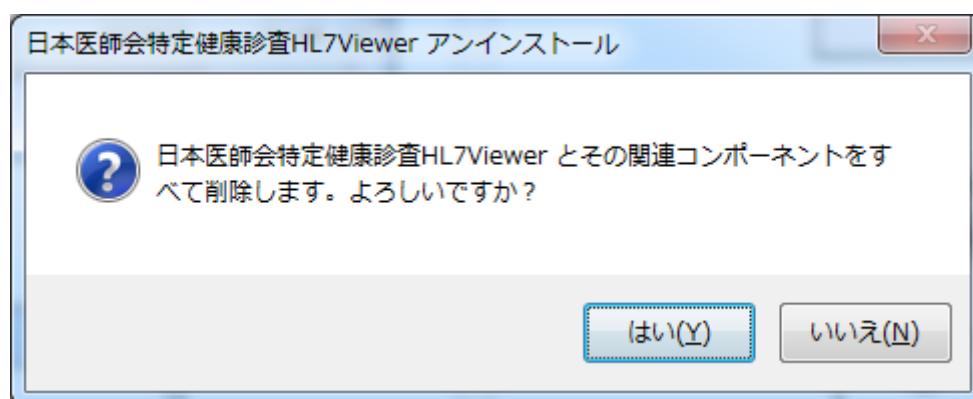 日本医師会特定健康診査HL7Viewer アンインストール
日本医師会特定健康診査HL7Viewer とその関連コンポーネントをす
べて削除します。よろしいですか？
はい(Y)
いいえ(N)